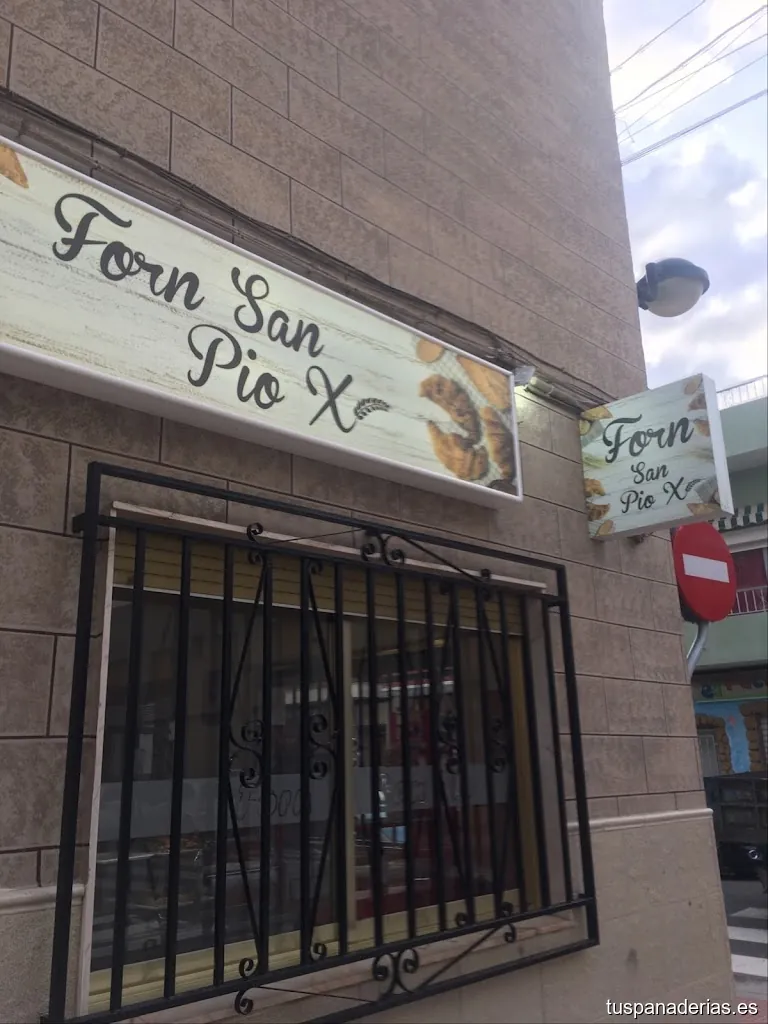 Forn San
Pio X
Forn
San
Pio X
tuspanaderias.es